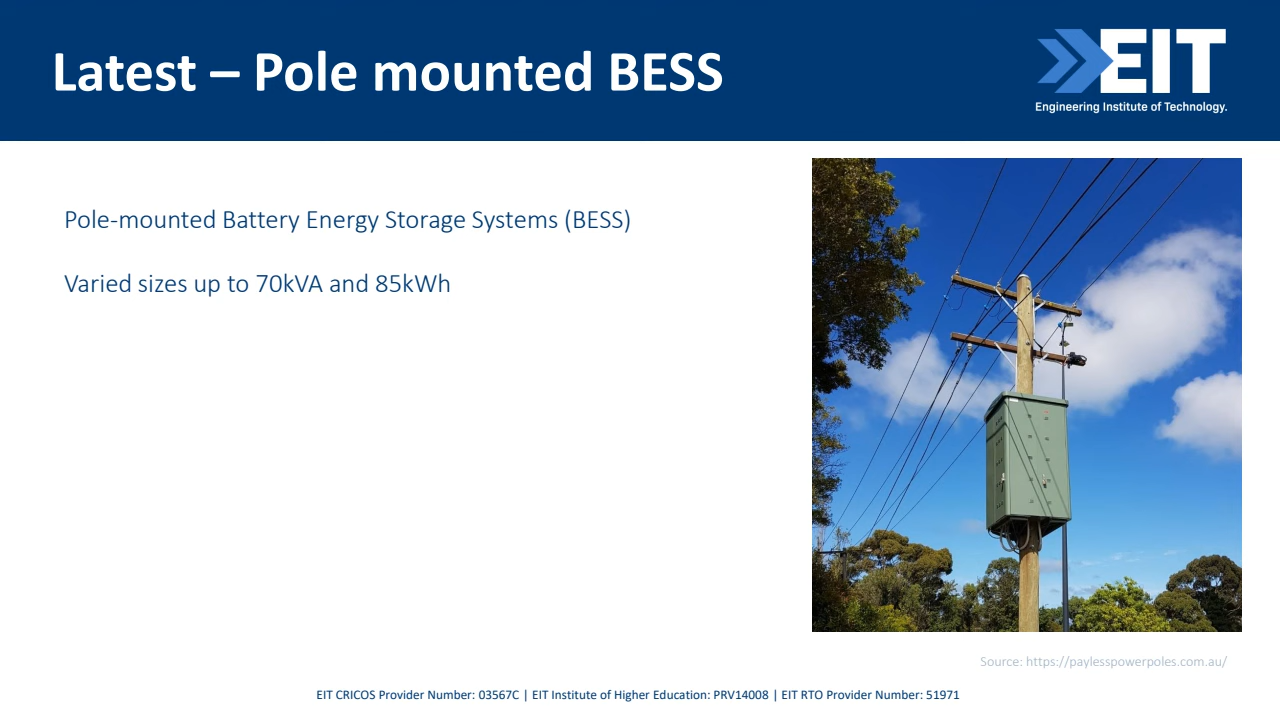 Latest – Pole mounted BESS
EIT
Engineering Institute of Technology.
Pole-mounted Battery Energy Storage Systems (BESS)
Varied sizes up to 70kVA and 85kWh
Source: https://paylesspowerpoles.com.au/
EIT CRICOS Provider Number: 03567C | EIT Institute of Higher Education: PRV14008 | EIT RTO Provider Number: 51971